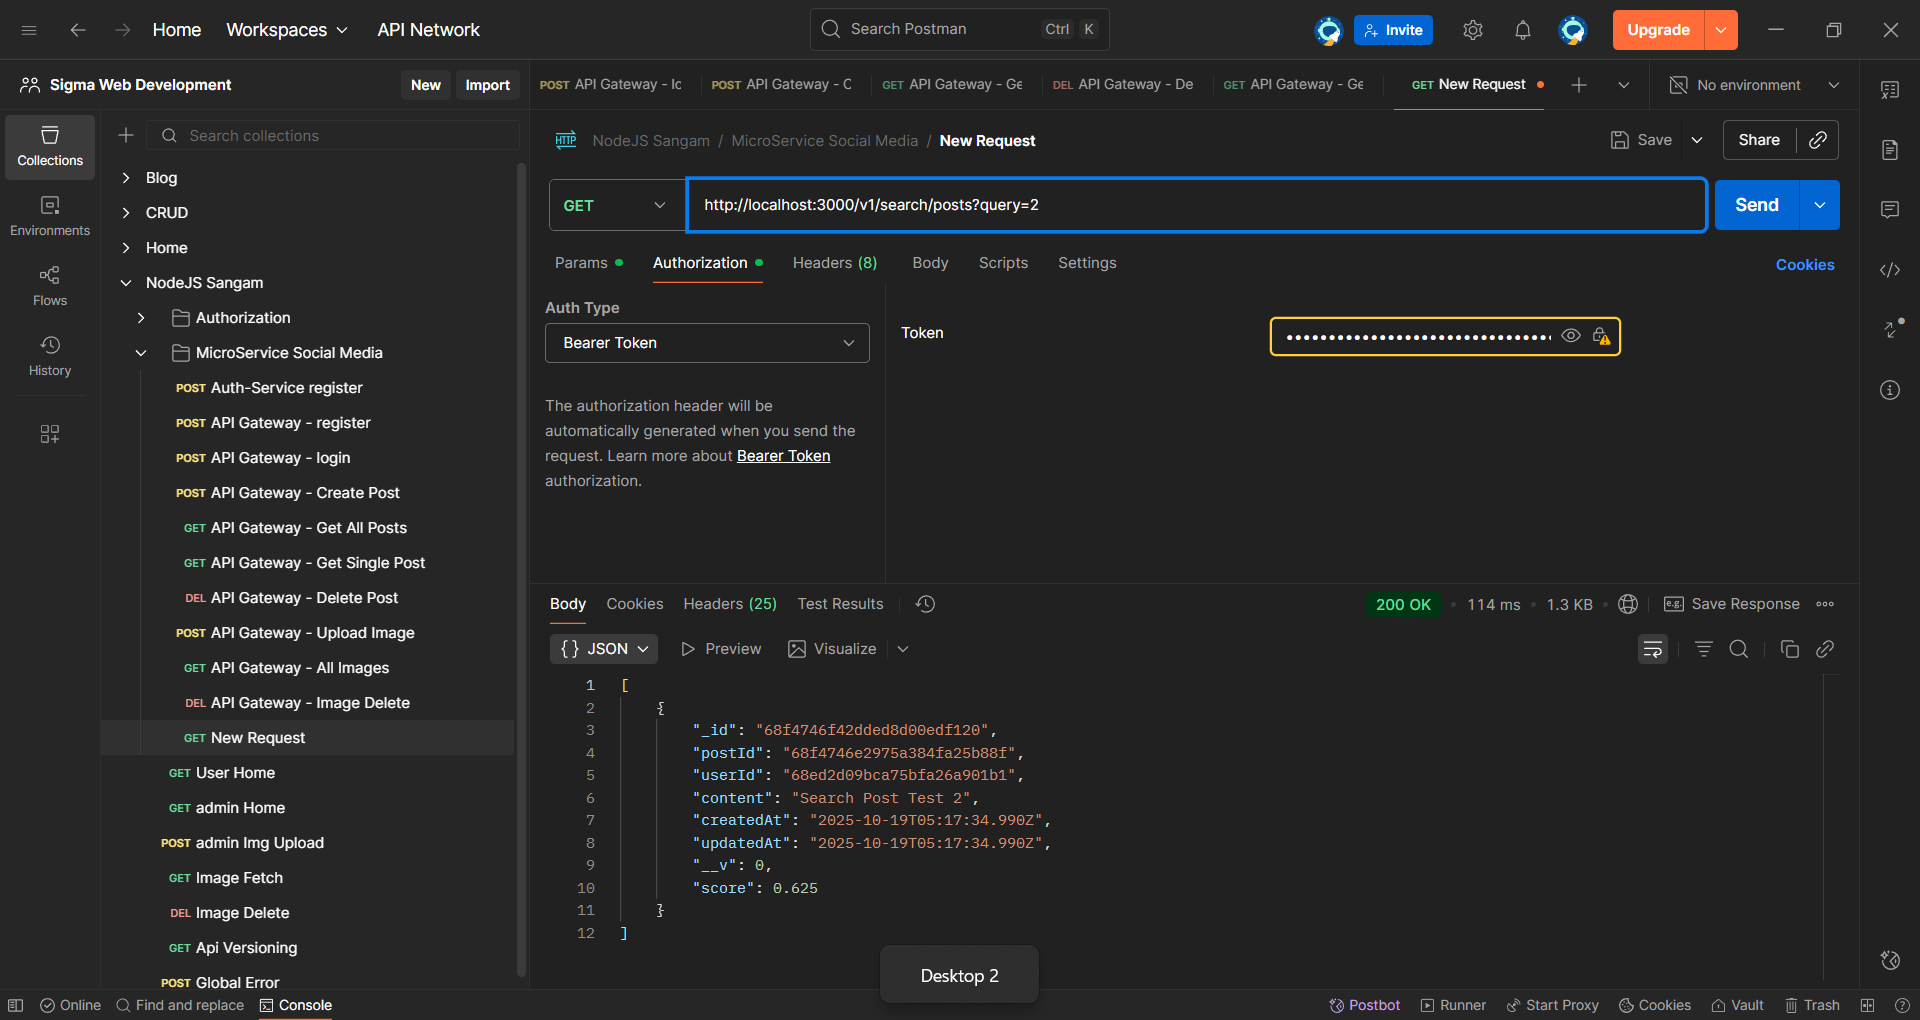 Home Workspaces API Network Search Postman Ctrl K Invite Upgrade
Sigma Web Development New Import
POST API Gateway - lo POST API Gateway - C GET API Gateway - Ge DEL API Gateway - De GET API Gateway - Ge GET New Request No environment
Collections
Environments
Flows
History
Search collections
Blog
CRUD
Home
NodeJS Sangam
Authorization
MicroService Social Media
POST Auth-Service register
POST API Gateway - register
POST API Gateway - login
POST API Gateway - Create Post
GET API Gateway - Get All Posts
GET API Gateway - Get Single Post
DEL API Gateway - Delete Post
POST API Gateway - Upload Image
GET API Gateway - All Images
DEL API Gateway - Image Delete
GET New Request
GET User Home
GET admin Home
POST admin Img Upload
GET Image Fetch
DEL Image Delete
GET Api Versioning
POST Global Error
HTTP NodeJS Sangam / MicroService Social Media / New Request Save Share
GET http://localhost:3000/v1/search/posts?query=2 Send
Params Authorization Headers (8) Body Scripts Settings Cookies
Auth Type
Bearer Token
Token
The authorization header will be
automatically generated when you send the
request. Learn more about Bearer Token
authorization.
Body Cookies Headers (25) Test Results 200 OK 114 ms 1.3 KB e.g. Save Response
{} JSON Preview Visualize
1 [
2 {
3 "_id": "68f4746f42dded8d00edf120",
4 "postId": "68f4746e2975a384fa25b88f",
5 "userId": "68ed2d09bca75bfa26a901b1",
6 "content": "Search Post Test 2",
7 "createdAt": "2025-10-19T05:17:34.990Z",
8 "updatedAt": "2025-10-19T05:17:34.990Z",
9 "__v": 0,
10 "score": 0.625
11 }
12 ]
Desktop 2
Online Find and replace Console Postbot Runner Start Proxy Cookies Vault Trash